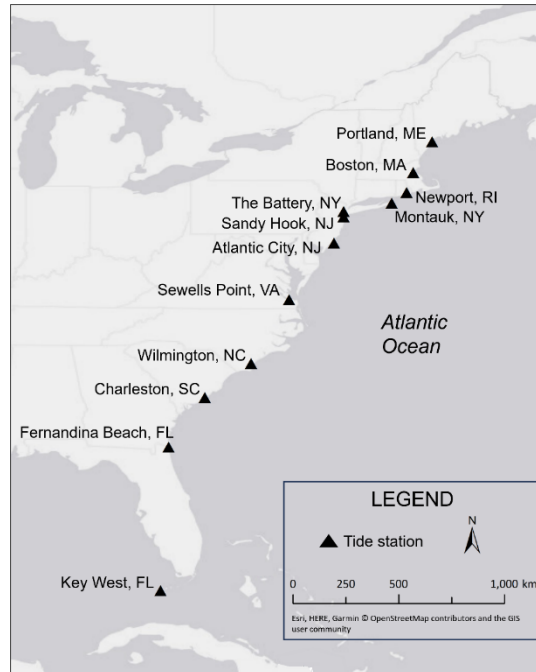 Portland, ME
Boston, MA
Newport, RI
The Battery, NY
Montauk, NY
Sandy Hook, NJ
Atlantic City, NJ
Sewells Point, VA
Atlantic
Ocean
Wilmington, NC
Charleston, SC
Fernandina Beach, FL
Key West, FL
LEGEND
Tide station
N
0 250 500 1,000 km
Esri, HERE, Garmin © OpenStreetMap contributors and the GIS
user community